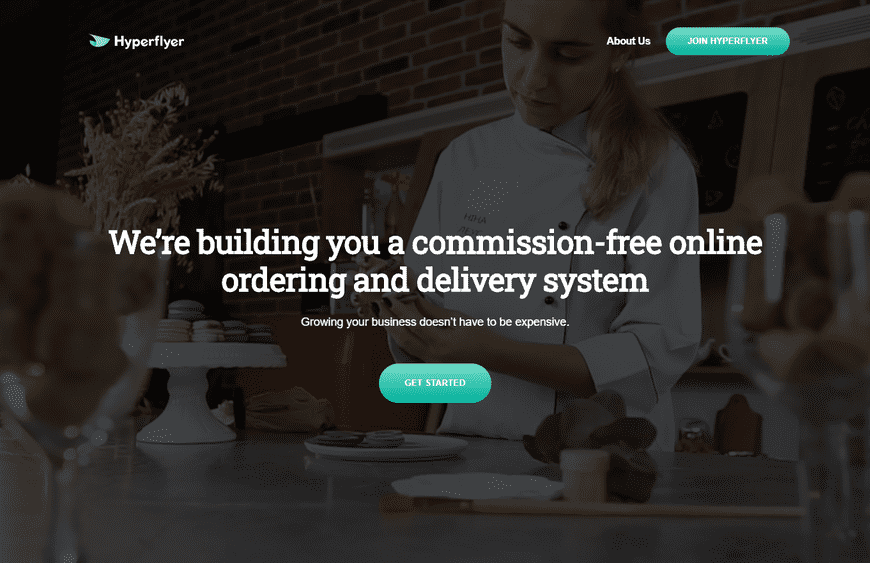 Hyperflyer
About Us
JOIN HYPERFLYER
We're building you a commission-free online
ordering and delivery system
Growing your business doesn't have to be expensive.
GET STARTED